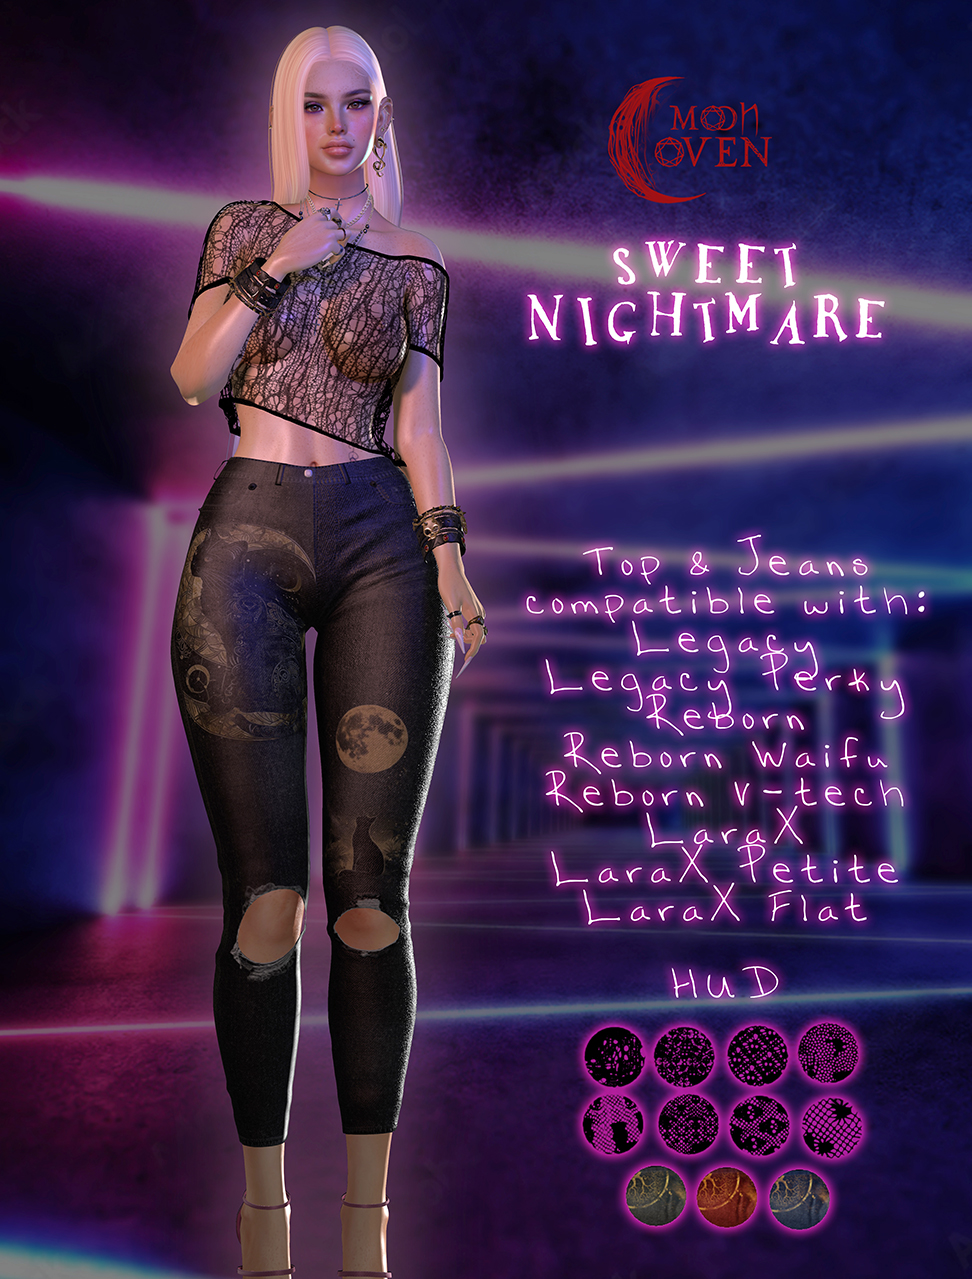 MOON
COVEN
SWEET
NIGHTMARE
Top & Jeans
compatible with:
Legacy
Legacy Perky
Reborn
Reborn Waifu
Reborn V-tech
LaraX
LaraX Petite
LaraX Flat
HUD